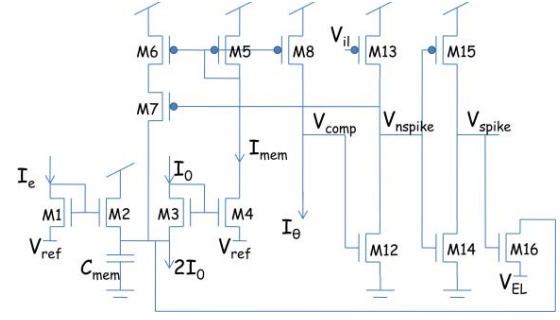 M6 M5 M8 V_il M13 M15
M7
V_comp V_nspike V_spike
I_mem
I_e I_0
M1 M2 M3 M4 I_θ M12 M14 M16
V_ref V_ref
C_mem 2I_0 V_EL